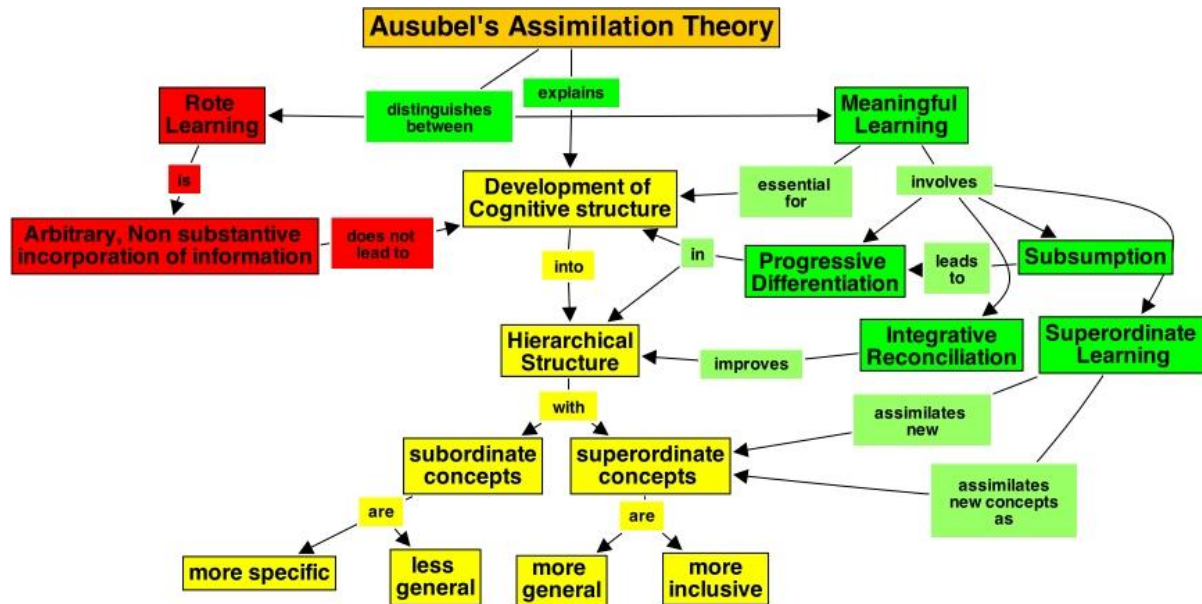 Ausubel's Assimilation Theory
explains
Rote
Learning
distinguishes
between
Meaningful
Learning
is
Development of
Cognitive structure
essential
for
involves
Arbitrary, Non substantive
incorporation of information
does not
lead to
into
in
Progressive
Differentiation
leads
to
Subsumption
Hierarchical
Structure
improves
Integrative
Reconciliation
Superordinate
Learning
with
assimilates
new
subordinate
concepts
superordinate
concepts
assimilates
new concepts
as
are
are
more specific
less
general
more
general
more
inclusive